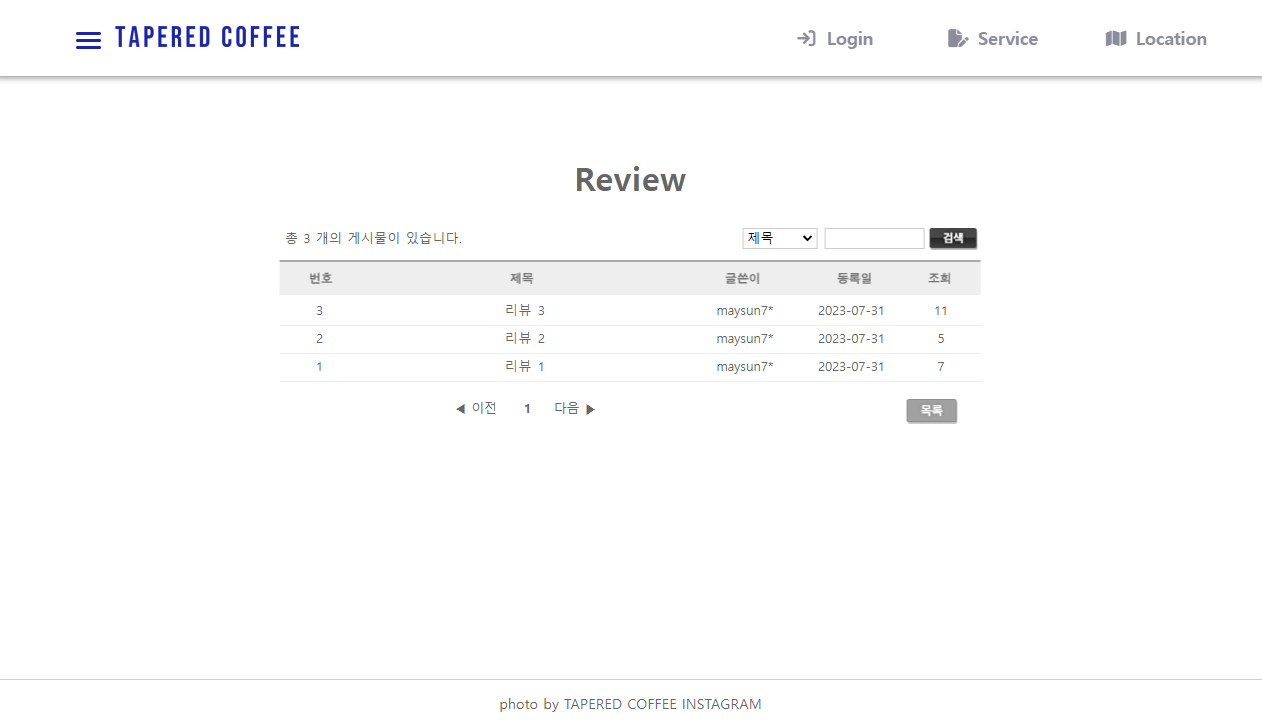 TAPERED COFFEE Login Service Location
Review
총 3 개의 게시물이 있습니다. 제목 검색
번호 제목 글쓴이 등록일 조회
3 리뷰 3 maysun7* 2023-07-31 11
2 리뷰 2 maysun7* 2023-07-31 5
1 리뷰 1 maysun7* 2023-07-31 7
◀ 이전 1 다음 ▶ 목록
photo by TAPERED COFFEE INSTAGRAM